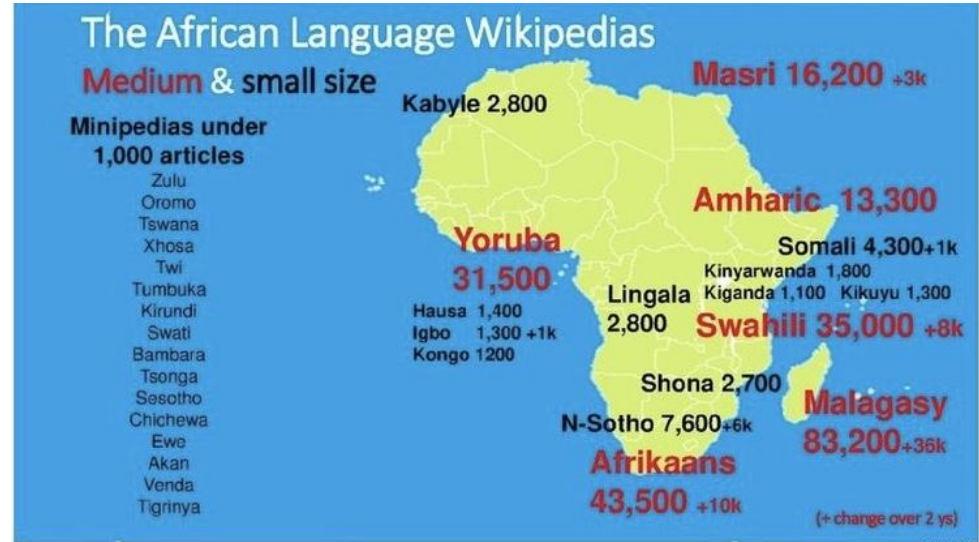 The African Language Wikipedias
Medium & small size
Minipedias under
1,000 articles
Zulu
Oromo
Tswana
Xhosa
Twi
Tumbuka
Kirundi
Swati
Bambara
Tsonga
Sesotho
Chichewa
Ewe
Akan
Venda
Tigrinya
Kabyle 2,800
Masri 16,200 +3k
Amharic 13,300
Yoruba
31,500
Hausa 1,400
Igbo 1,300 +1k
Kongo 1200
Somali 4,300+1k
Kinyarwanda 1,800
Kiganda 1,100 Kikuyu 1,300
Lingala
2,800
Swahili 35,000 +8k
Shona 2,700
N-Sotho 7,600+6k
Malagasy
83,200+36k
Afrikaans
43,500 +10k
(+ change over 2 ys)